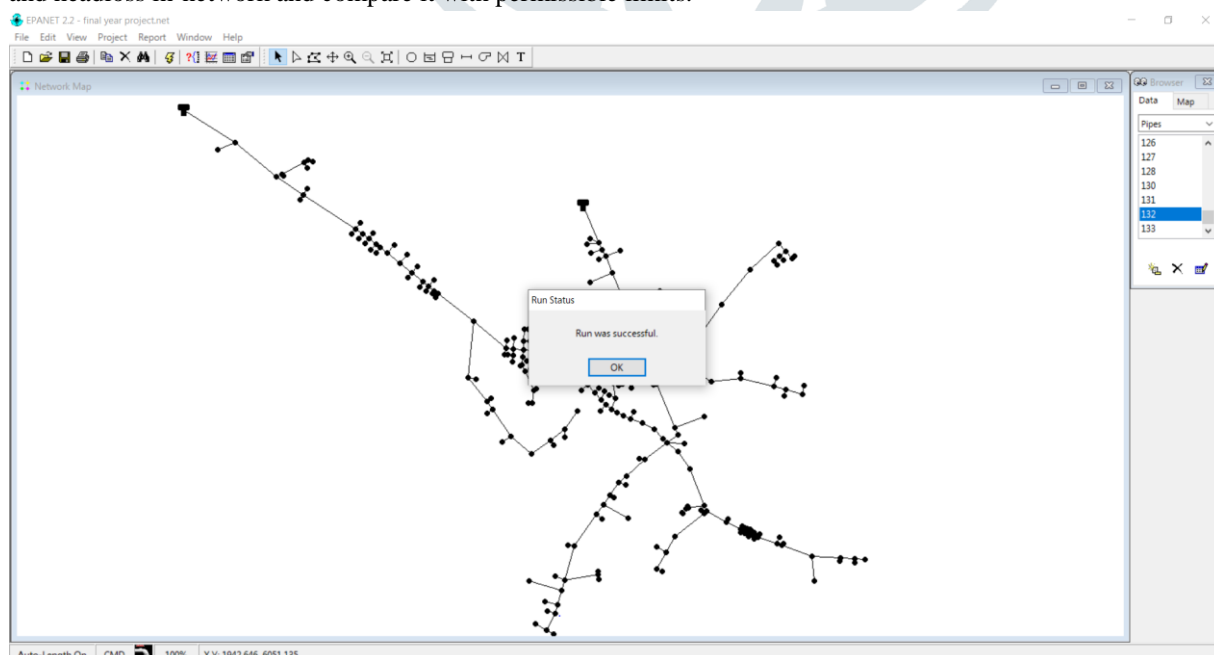 and headloss in network and compare it with permissible limits.
EPANET 2.2 - final year project.net
File Edit View Project Report Window Help
T
Network Map
Browser
Data Map
Pipes
126
127
128
130
131
132
133
Run Status
Run was successful.
OK
Auto-Length On CMD 100% X,Y: 1942.646, 6051.135